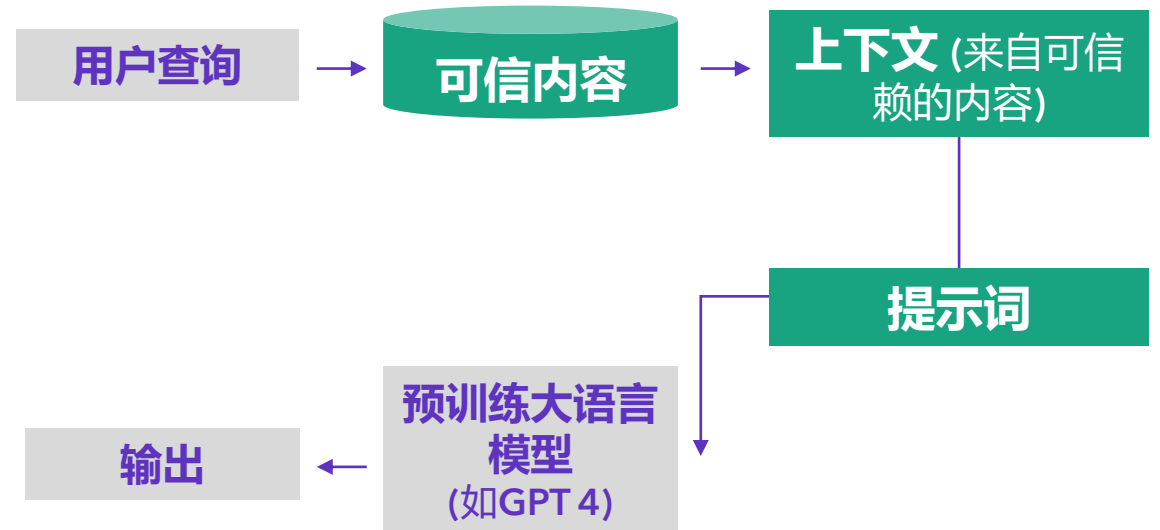 用户查询
可信内容
上下文 (来自可信
赖的内容)
提示词
预训练大语言
模型
(如GPT 4)
输出